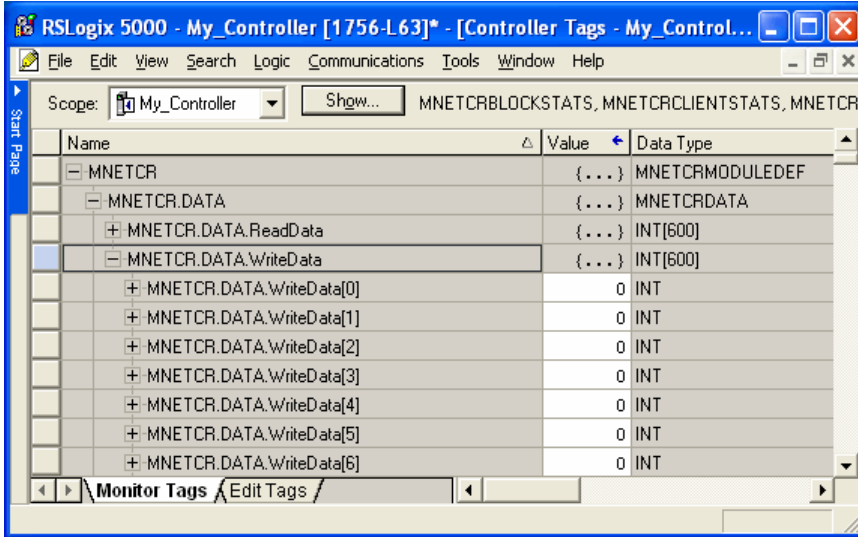 RSLogix 5000 - My_Controller [1756-L63]* - [Controller Tags - My_Control...
File Edit View Search Logic Communications Tools Window Help
Start Page
Scope: My_Controller Show... MNETCRBLOCKSTATS, MNETCRCLIENTSTATS, MNETCR
Name Value Data Type
MNETCR {...} MNETCRMODULEDEF
MNETCR.DATA {...} MNETCRDATA
MNETCR.DATA.ReadData {...} INT[600]
MNETCR.DATA.WriteData {...} INT[600]
MNETCR.DATA.WriteData[0] 0 INT
MNETCR.DATA.WriteData[1] 0 INT
MNETCR.DATA.WriteData[2] 0 INT
MNETCR.DATA.WriteData[3] 0 INT
MNETCR.DATA.WriteData[4] 0 INT
MNETCR.DATA.WriteData[5] 0 INT
MNETCR.DATA.WriteData[6] 0 INT
Monitor Tags Edit Tags